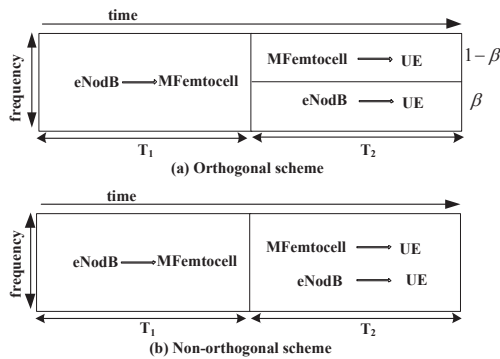 time
frequency
eNodB MFemtocell
MFemtocell UE
1−β
eNodB UE
β
T1 T2
(a) Orthogonal scheme
time
frequency
eNodB MFemtocell
MFemtocell UE
eNodB UE
T1 T2
(b) Non-orthogonal scheme